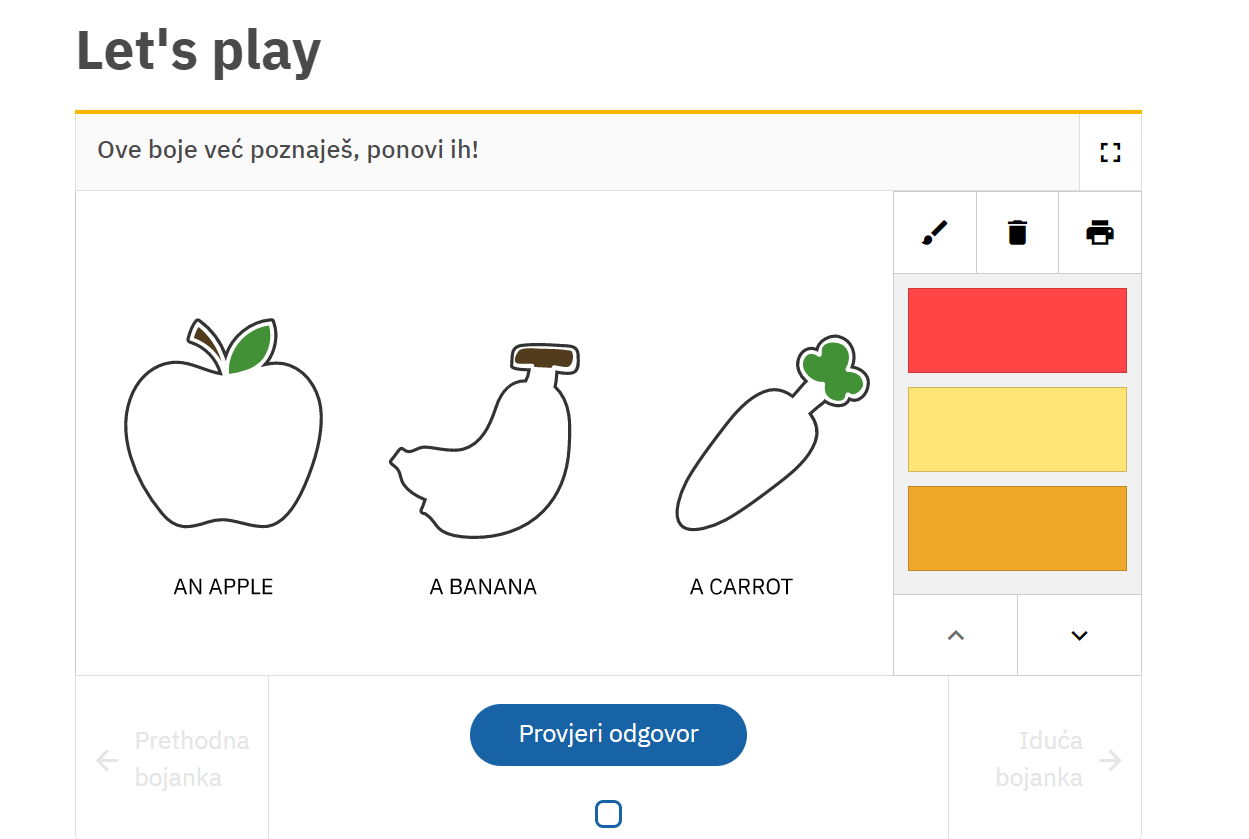 Let's play
Ove boje već poznaješ, ponovi ih!
AN APPLE
A BANANA
A CARROT
Prethodna
bojanka
Provjeri odgovor
Iduća
bojanka